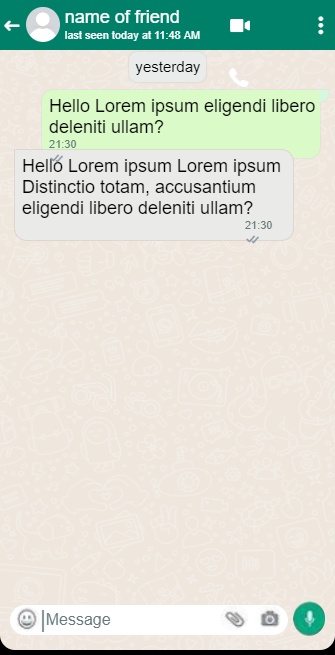 name of friend
last seen today at 11:48 AM
yesterday
Hello Lorem ipsum eligendi libero
deleniti ullam?
21:30
Hello Lorem ipsum Lorem ipsum
Distinctio totam, accusantium
eligendi libero deleniti ullam?
21:30
Message